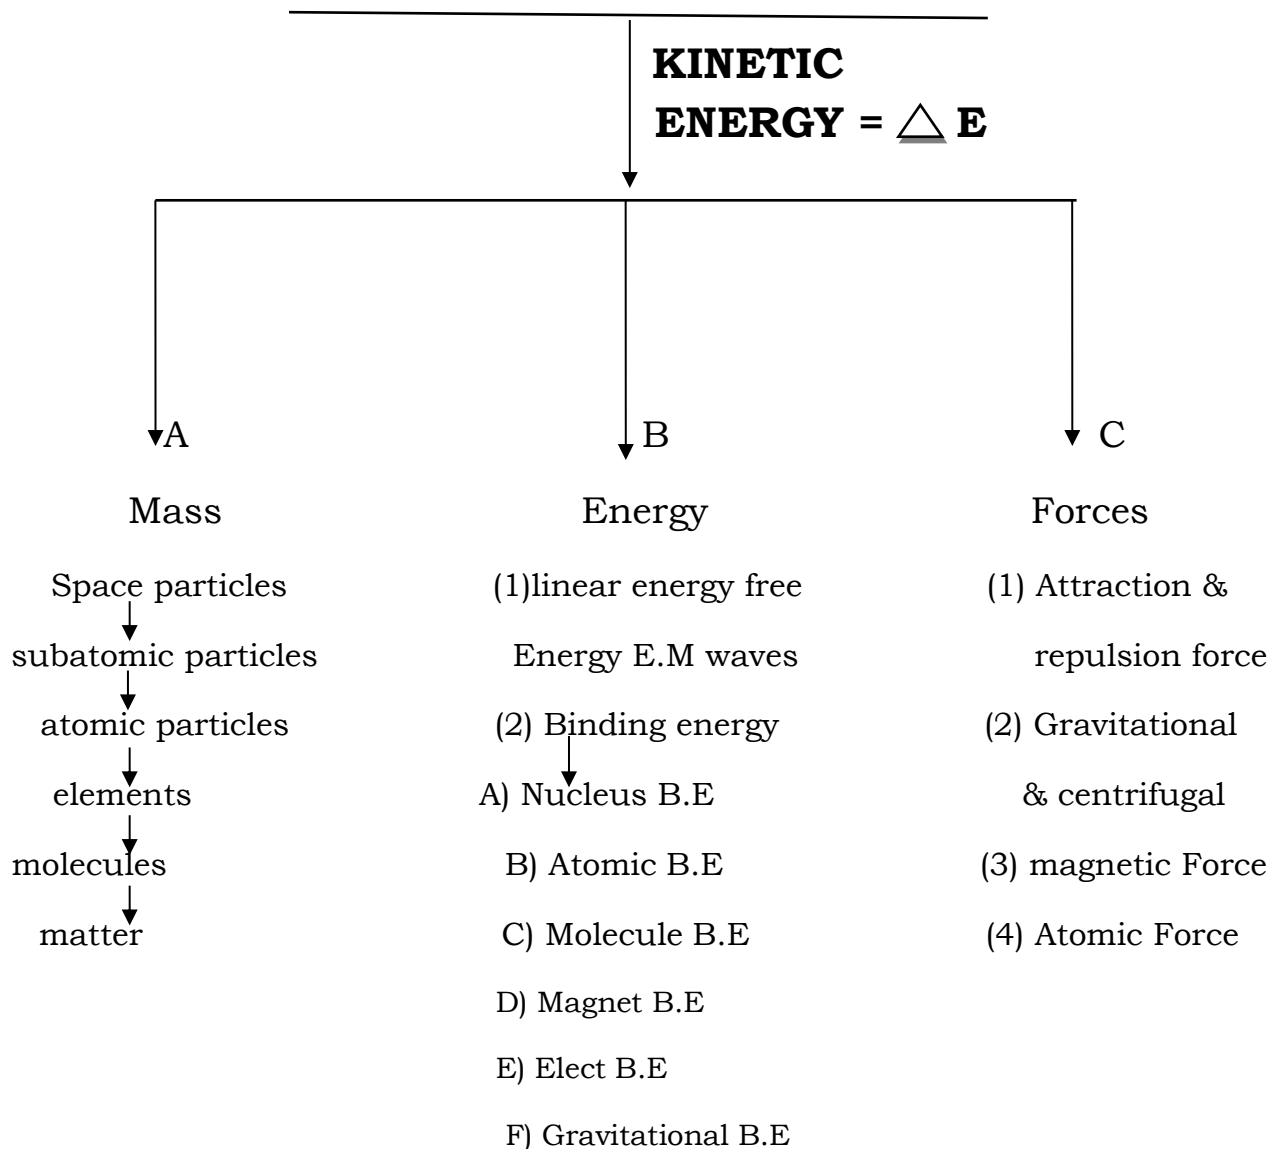 KINETIC
ENERGY = △ E
A
B
C
Mass
Energy
Forces
Space particles
subatomic particles
atomic particles
elements
molecules
matter
(1)linear energy free
Energy E.M waves
(2) Binding energy
A) Nucleus B.E
B) Atomic B.E
C) Molecule B.E
D) Magnet B.E
E) Elect B.E
F) Gravitational B.E
(1) Attraction &
repulsion force
(2) Gravitational
& centrifugal
(3) magnetic Force
(4) Atomic Force